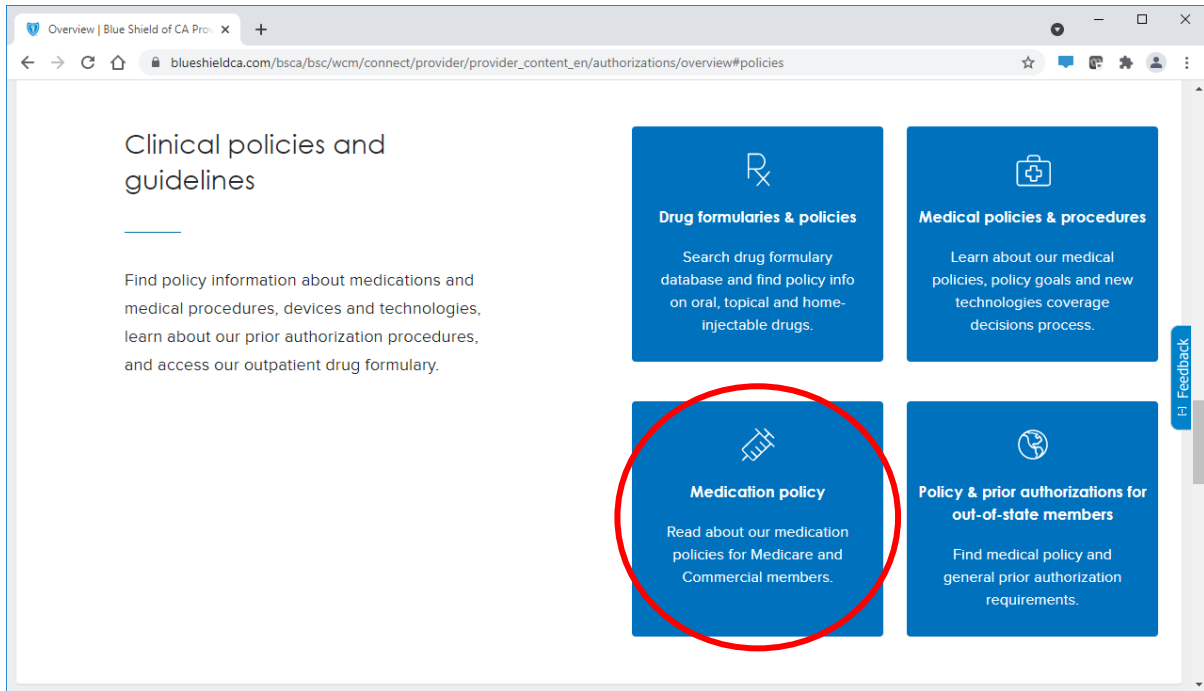 Overview | Blue Shield of CA Prov
blueshieldca.com/bsca/bsc/wcm/connect/provider/provider_content_en/authorizations/overview#policies
Clinical policies and
guidelines
Find policy information about medications and
medical procedures, devices and technologies,
learn about our prior authorization procedures,
and access our outpatient drug formulary.
Rx
Drug formularies & policies
Search drug formulary
database and find policy info
on oral, topical and home-
injectable drugs.
Medical policies & procedures
Learn about our medical
policies, policy goals and new
technologies coverage
decisions process.
Medication policy
Read about our medication
policies for Medicare and
Commercial members.
Policy & prior authorizations for
out-of-state members
Find medical policy and
general prior authorization
requirements.
[-] Feedback